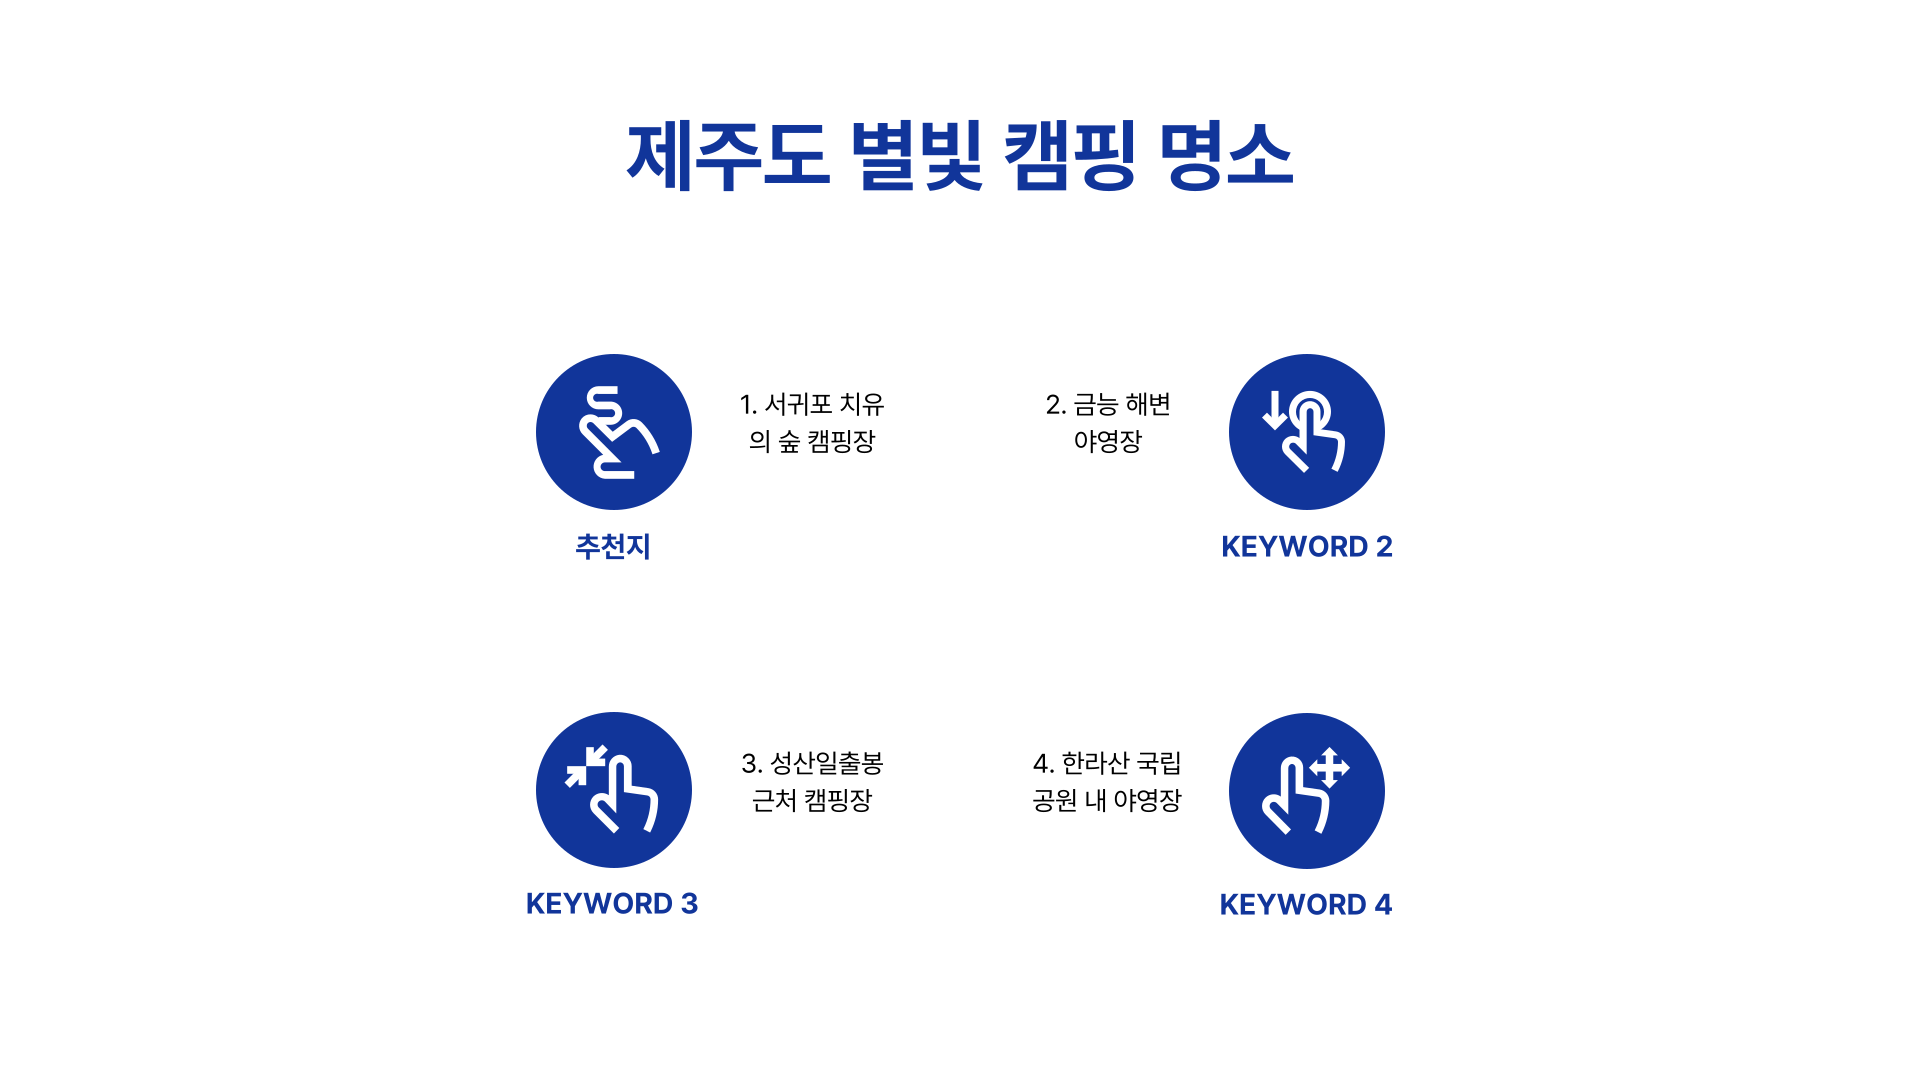 제주도 별빛 캠핑 명소
1. 서귀포 치유
의 숲 캠핑장
추천지
2. 금능 해변
야영장
KEYWORD 2
3. 성산일출봉
근처 캠핑장
KEYWORD 3
4. 한라산 국립
공원 내 야영장
KEYWORD 4